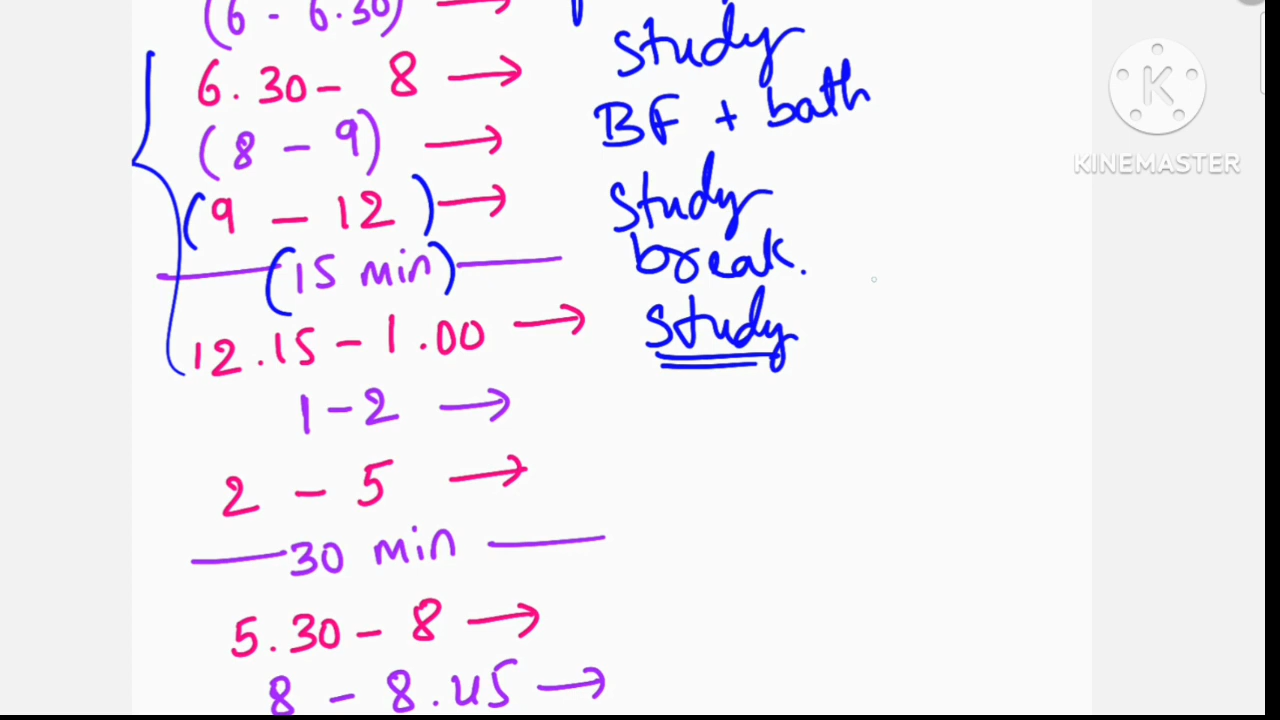 (6 - 6.30) →
study
6.30 - 8 →
BF + bath
(8 - 9) →
(9 - 12) → study
(15 min) break.
12.15 - 1.00 → study
1 - 2 →
2 - 5 →
30 min
5.30 - 8 →
8 - 8.45 →
K
KINEMASTER